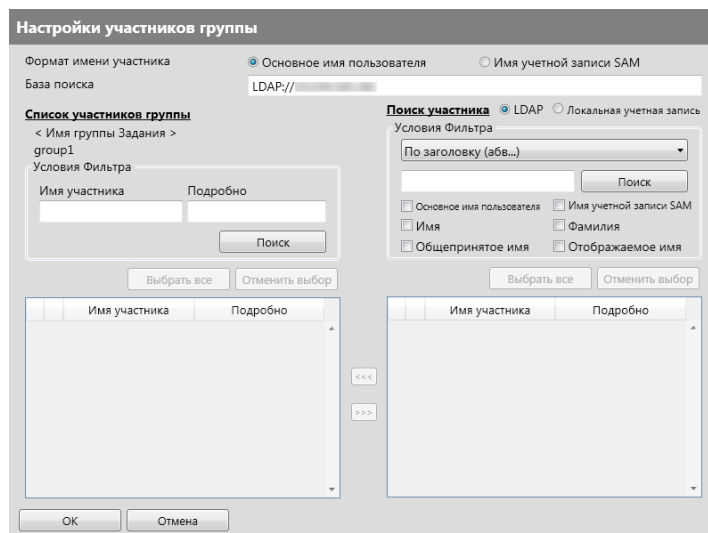 Настройки участников группы
Формат имени участника
Основное имя пользователя
Имя учетной записи SAM
База поиска
LDAP://
Список участников группы
< Имя группы Задания >
group1
Условия Фильтра
Имя участника
Подробно
Поиск
Выбрать все
Отменить выбор
Имя участника
Подробно
<<<
>>>
Поиск участника
LDAP
Локальная учетная запись
Условия Фильтра
По заголовку (абв...)
Поиск
Основное имя пользователя
Имя учетной записи SAM
Имя
Фамилия
Общепринятое имя
Отображаемое имя
Выбрать все
Отменить выбор
Имя участника
Подробно
OK
Отмена